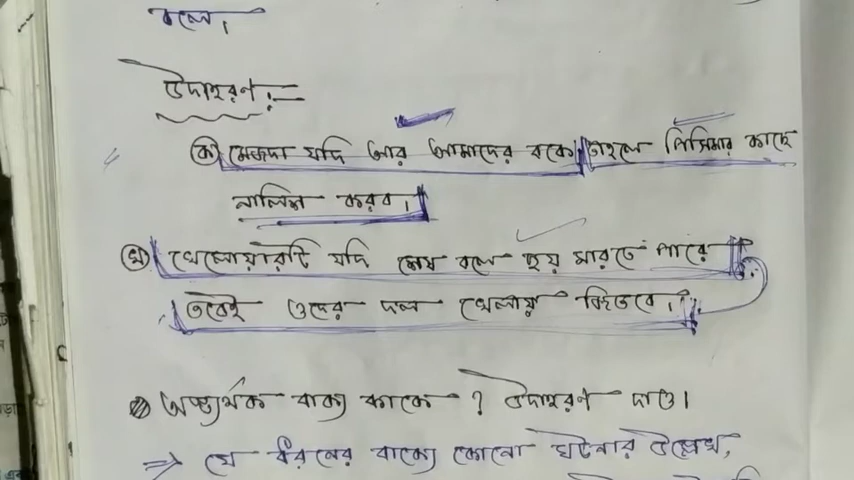 বলে।
উদাহরণ :-
ক) মেজদা যদি আর আমাদের বকে তাহলে পিসিমার কাছে
নালিশ করব।
খ) খেলোয়ারটি যদি শেষ বলে ছয় মারতে পারে
তবেই ওদের দল খেলায় জিতবে।
অস্ত্যর্থক বাক্য কাকে ? উদাহরণ দাও।
⇒ যে ধরনের বাক্যে কোনো ঘটনার উল্লেখ,